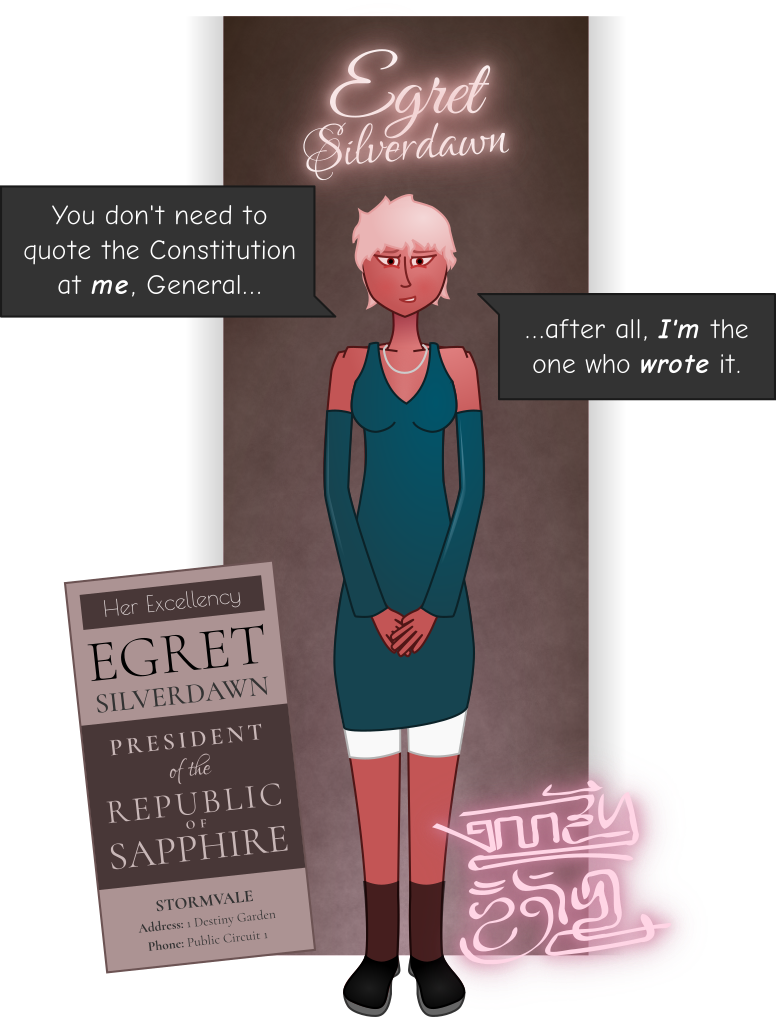 Egret
Silverdawn
You don't need to
quote the Constitution
at me, General...
...after all, I'm the
one who wrote it.
Her Excellency
EGRET
SILVERDAWN
PRESIDENT
of the
REPUBLIC
OF
SAPPHIRE
STORMVALE
Address: 1 Destiny Garden
Phone: Public Circuit 1